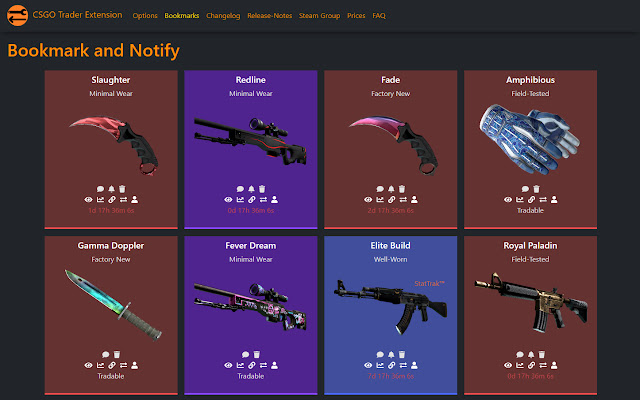 CSGO Trader Extension
Options Bookmarks Changelog Release-Notes Steam Group Prices FAQ
Bookmark and Notify
Slaughter
Minimal Wear
1d 17h 36m 6s
Redline
Minimal Wear
0d 17h 36m 6s
Fade
Factory New
2d 17h 36m 6s
Amphibious
Field-Tested
Tradable
Gamma Doppler
Factory New
Tradable
Fever Dream
Minimal Wear
Tradable
Elite Build
Well-Worn
StatTrak™
7d 17h 36m 6s
Royal Paladin
Field-Tested
0d 17h 36m 6s